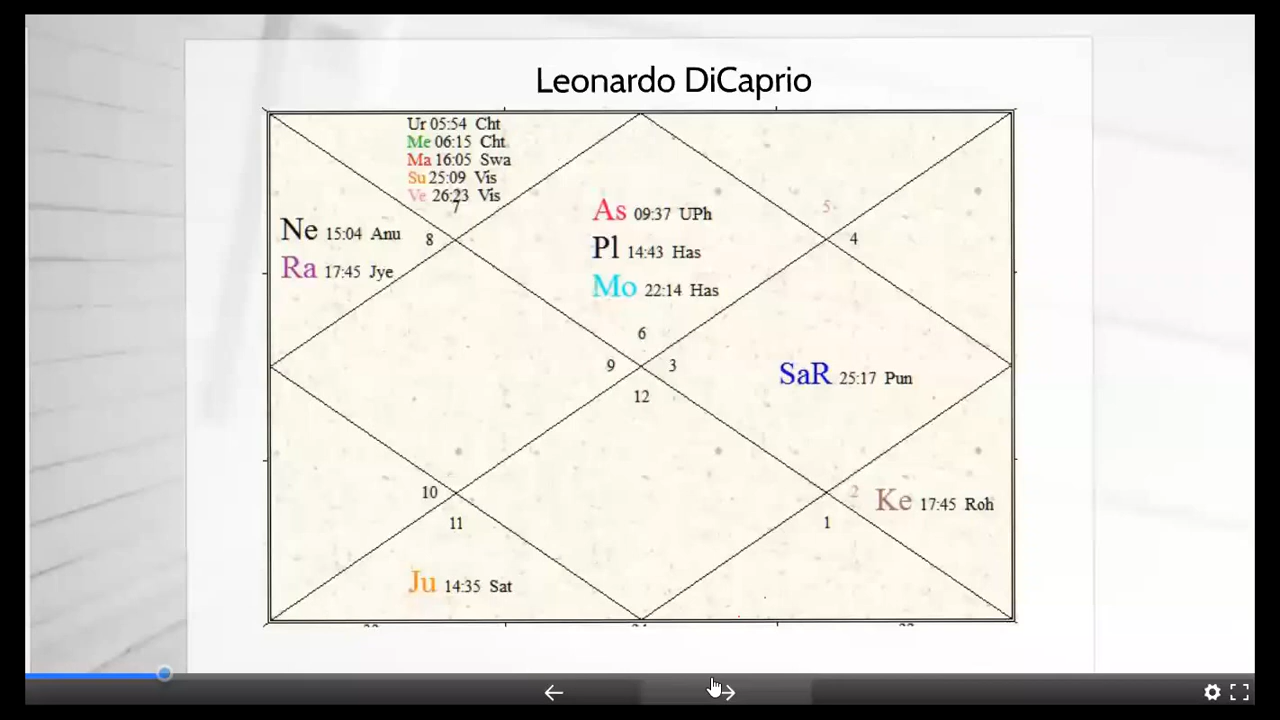 Leonardo DiCaprio
Ur 05:54 Cht
Me 06:15 Cht
Ma 16:05 Swa
Su 25:09 Vis
Ve 26:23 Vis
7
As 09:37 UPh
Pl 14:43 Has
Mo 22:14 Has
5
Ne 15:04 Anu
8
4
Ra 17:45 Jye
6
9
3
12
SaR 25:17 Pun
10
11
2
Ke 17:45 Roh
1
Ju 14:35 Sat